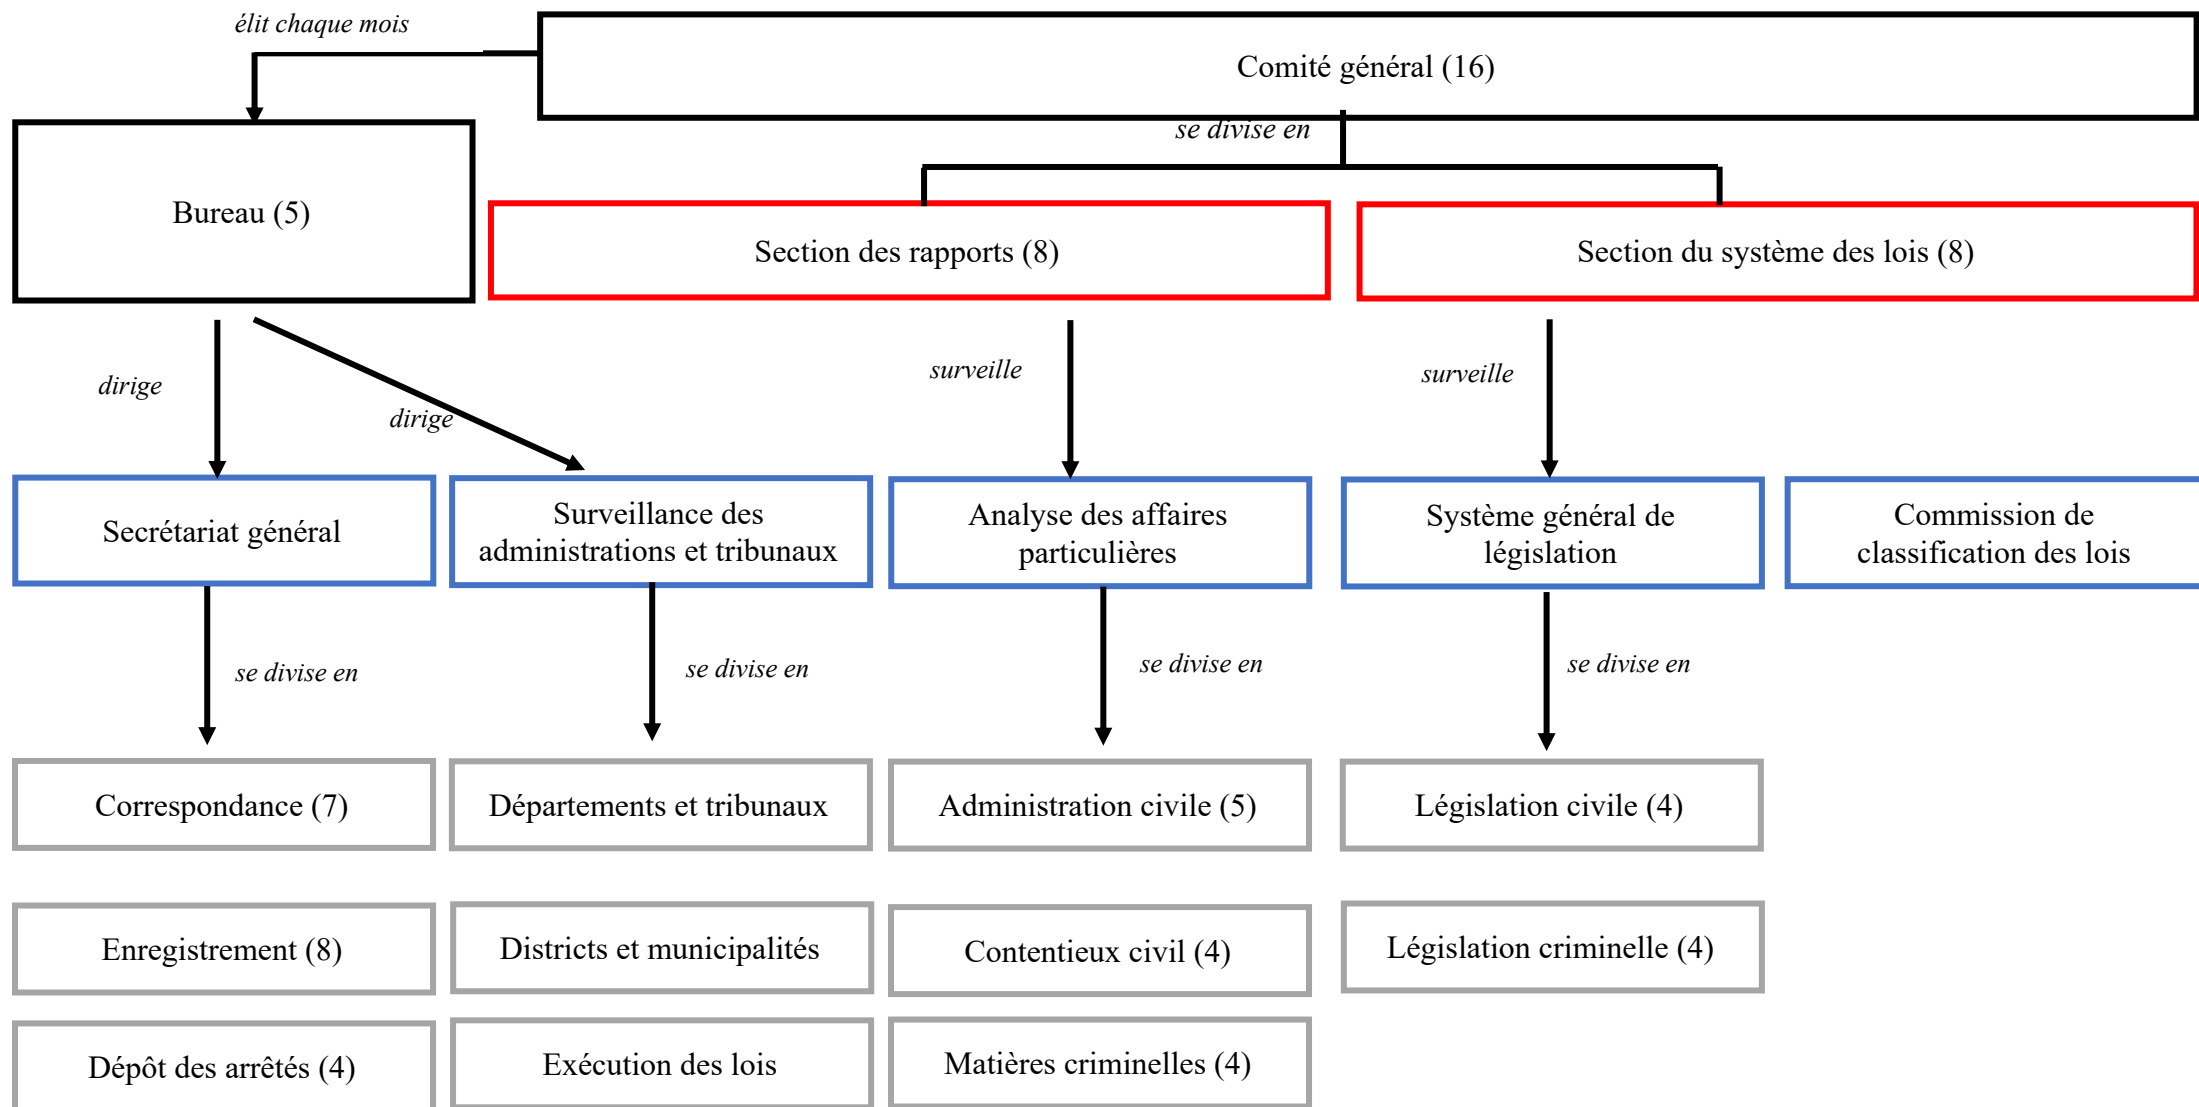 élit chaque mois
Comité général (16)
se divise en
Bureau (5)
Section des rapports (8)
Section du système des lois (8)
dirige
dirige
surveille
surveille
Secrétariat général
Surveillance des
administrations et tribunaux
Analyse des affaires
particulières
Système général de
législation
Commission de
classification des lois
se divise en
se divise en
se divise en
se divise en
Correspondance (7)
Départements et tribunaux
Administration civile (5)
Législation civile (4)
Enregistrement (8)
Districts et municipalités
Contentieux civil (4)
Législation criminelle (4)
Dépôt des arrêtés (4)
Exécution des lois
Matières criminelles (4)